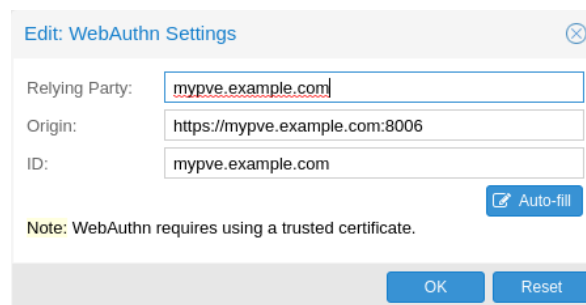 Edit: WebAuthn Settings
Relying Party: mypve.example.com
Origin: https://mypve.example.com:8006
ID: mypve.example.com
Auto-fill
Note: WebAuthn requires using a trusted certificate.
OK Reset